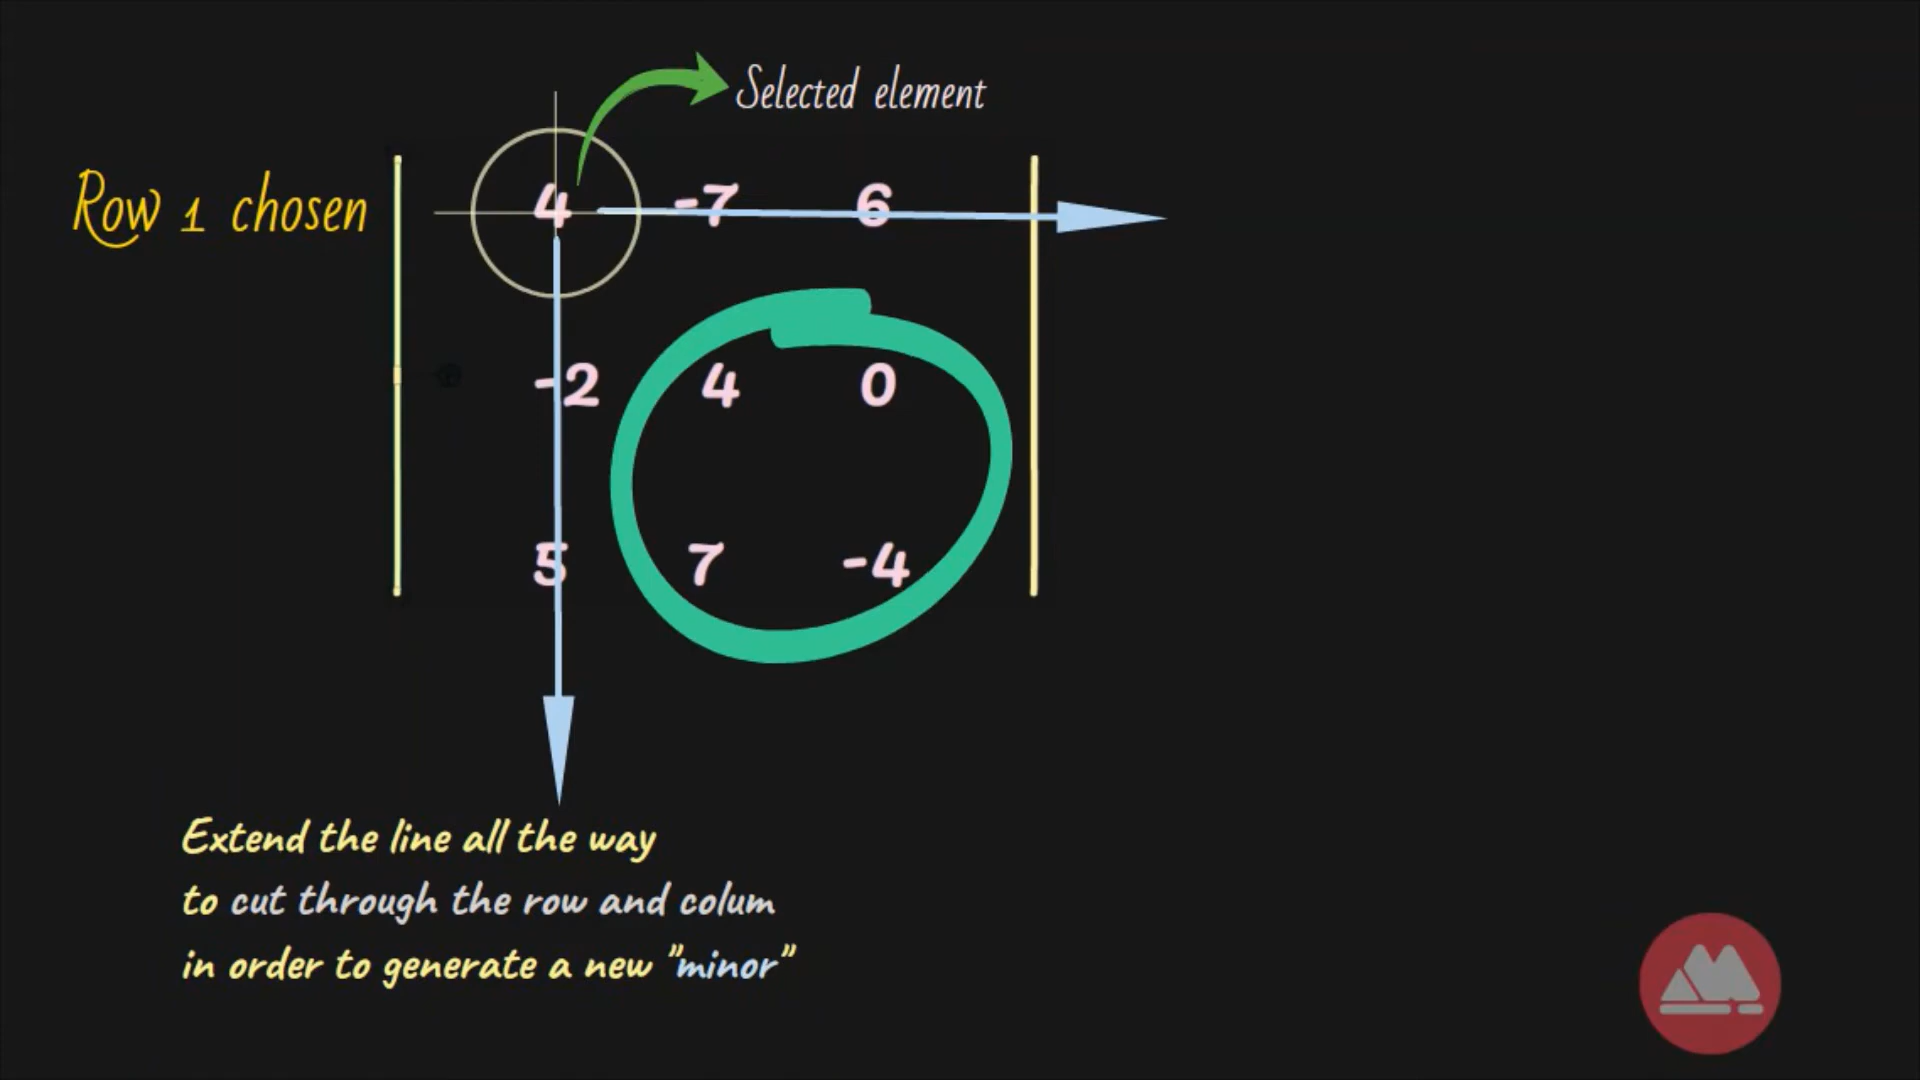 Selected element
Row 1 chosen
4 -7 6
-2 4 0
5 7 -4
Extend the line all the way
to cut through the row and colum
in order to generate a new "minor"